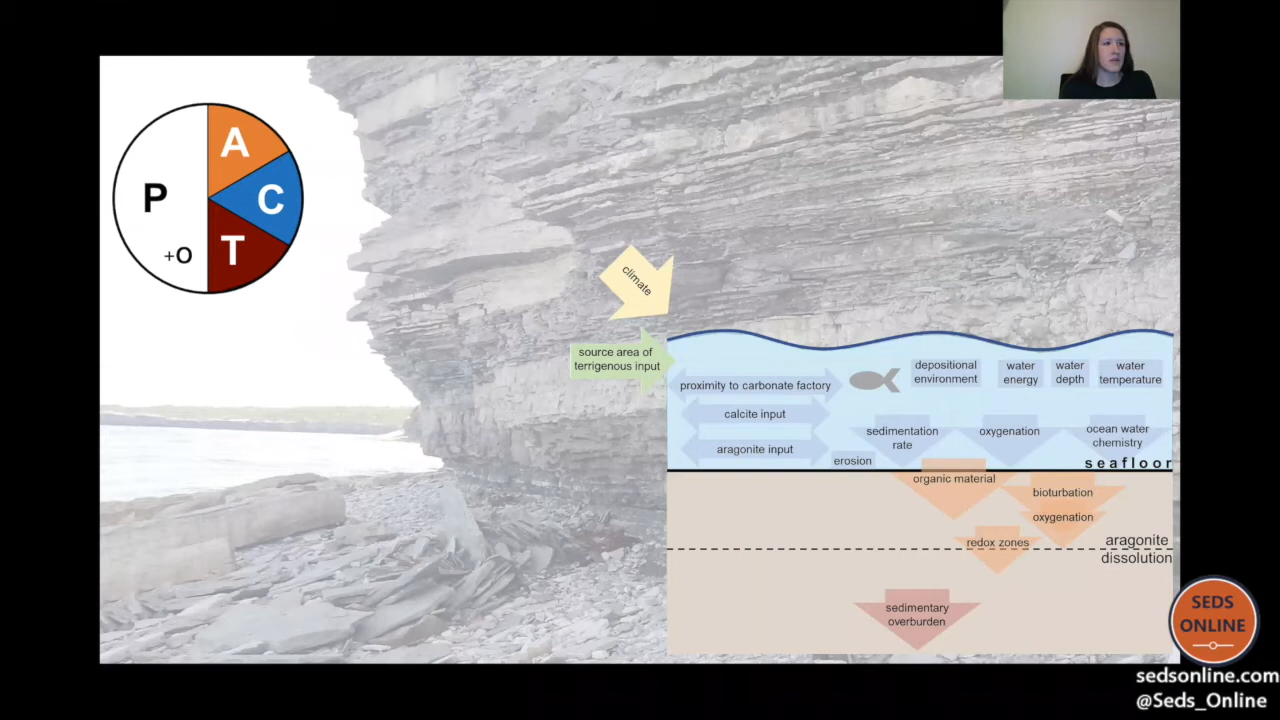 A
P
C
T
+O
climate
source area of
terrigenous input
proximity to carbonate factory
depositional
environment
water
energy
water
depth
water
temperature
calcite input
sedimentation
rate
oxygenation
ocean water
chemistry
aragonite input
erosion
seafloor
organic material
bioturbation
oxygenation
redox zones
aragonite
dissolution
sedimentary
overburden
SEDS
ONLINE
sedsonline.com
@Seds_Online